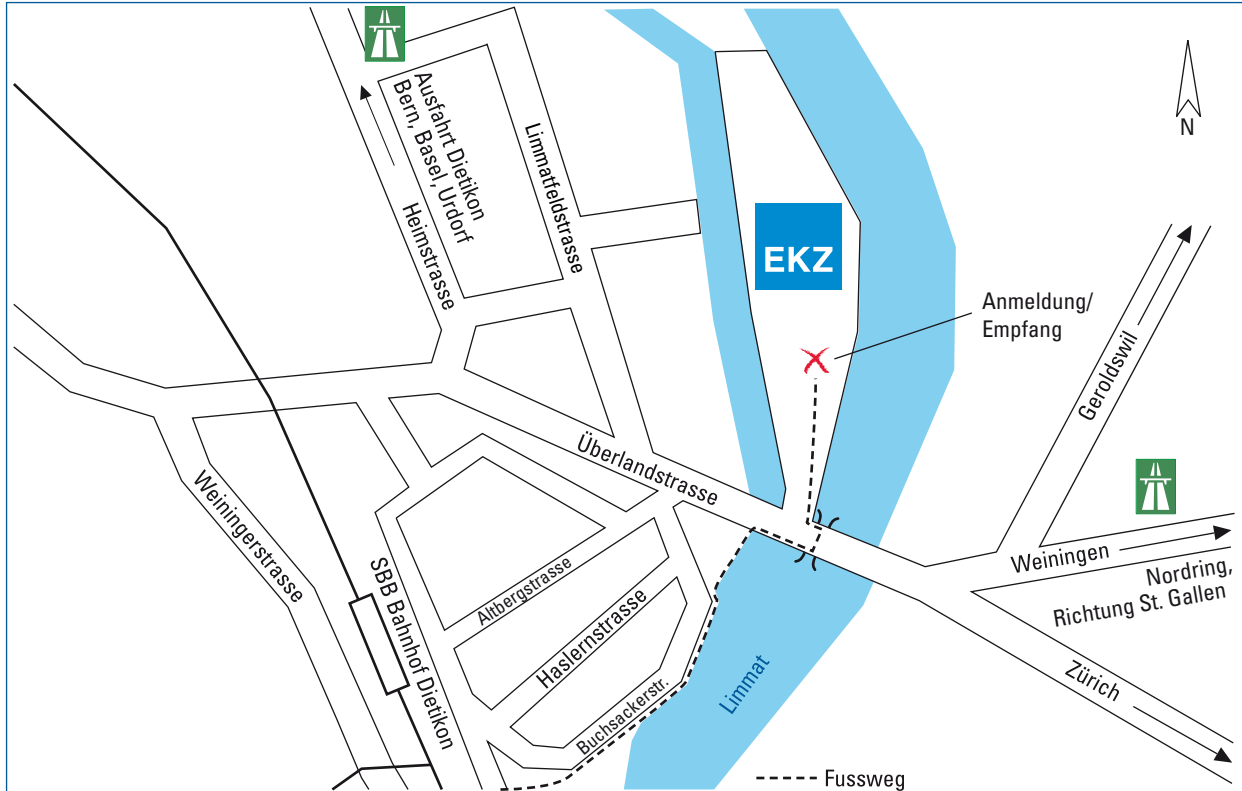 Ausfahrt Dietikon
Bern, Basel, Urdorf
Limmatfeldstrasse
Heimstrasse
N
EKZ
Anmeldung/
Empfang
Geroldswil
Überlandstrasse
Weiningerstrasse
SBB Bahnhof Dietikon
Altbergstrasse
Haslernstrasse
Buchsackerstr.
Weiningen
Nordring,
Richtung St. Gallen
Limmat
Zürich
Fussweg